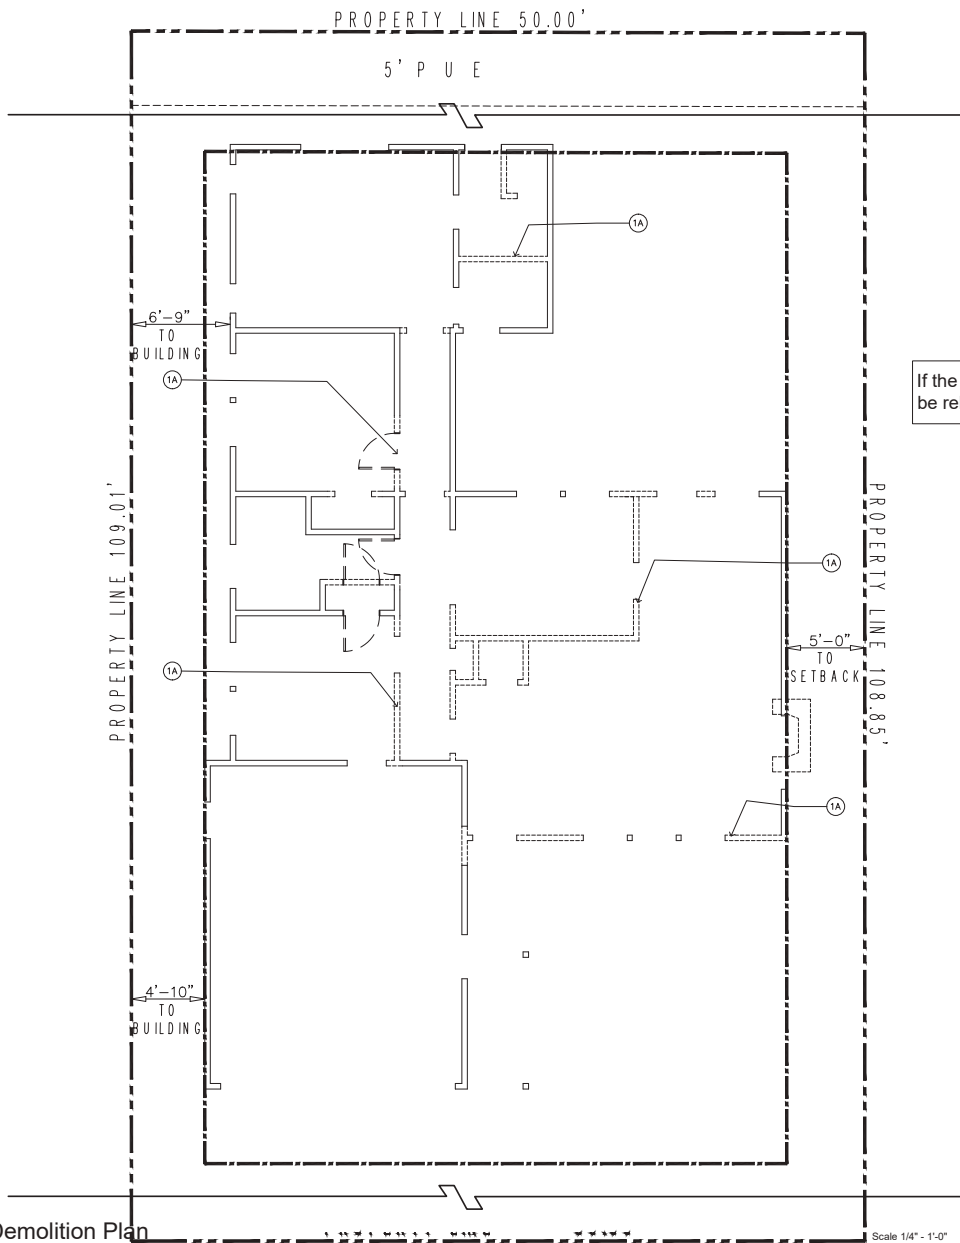 PROPERTY LINE 50.00'
5' P U E
1A
6'-9"
TO
BUILDING
1A
If the
be re
PROPERTY LINE 109.01'
PROPERTY LINE 108.85'
1A
5'-0"
TO
SETBACK
1A
1A
4'-10"
TO
BUILDING
Demolition Plan
Scale 1/4" - 1'-0"